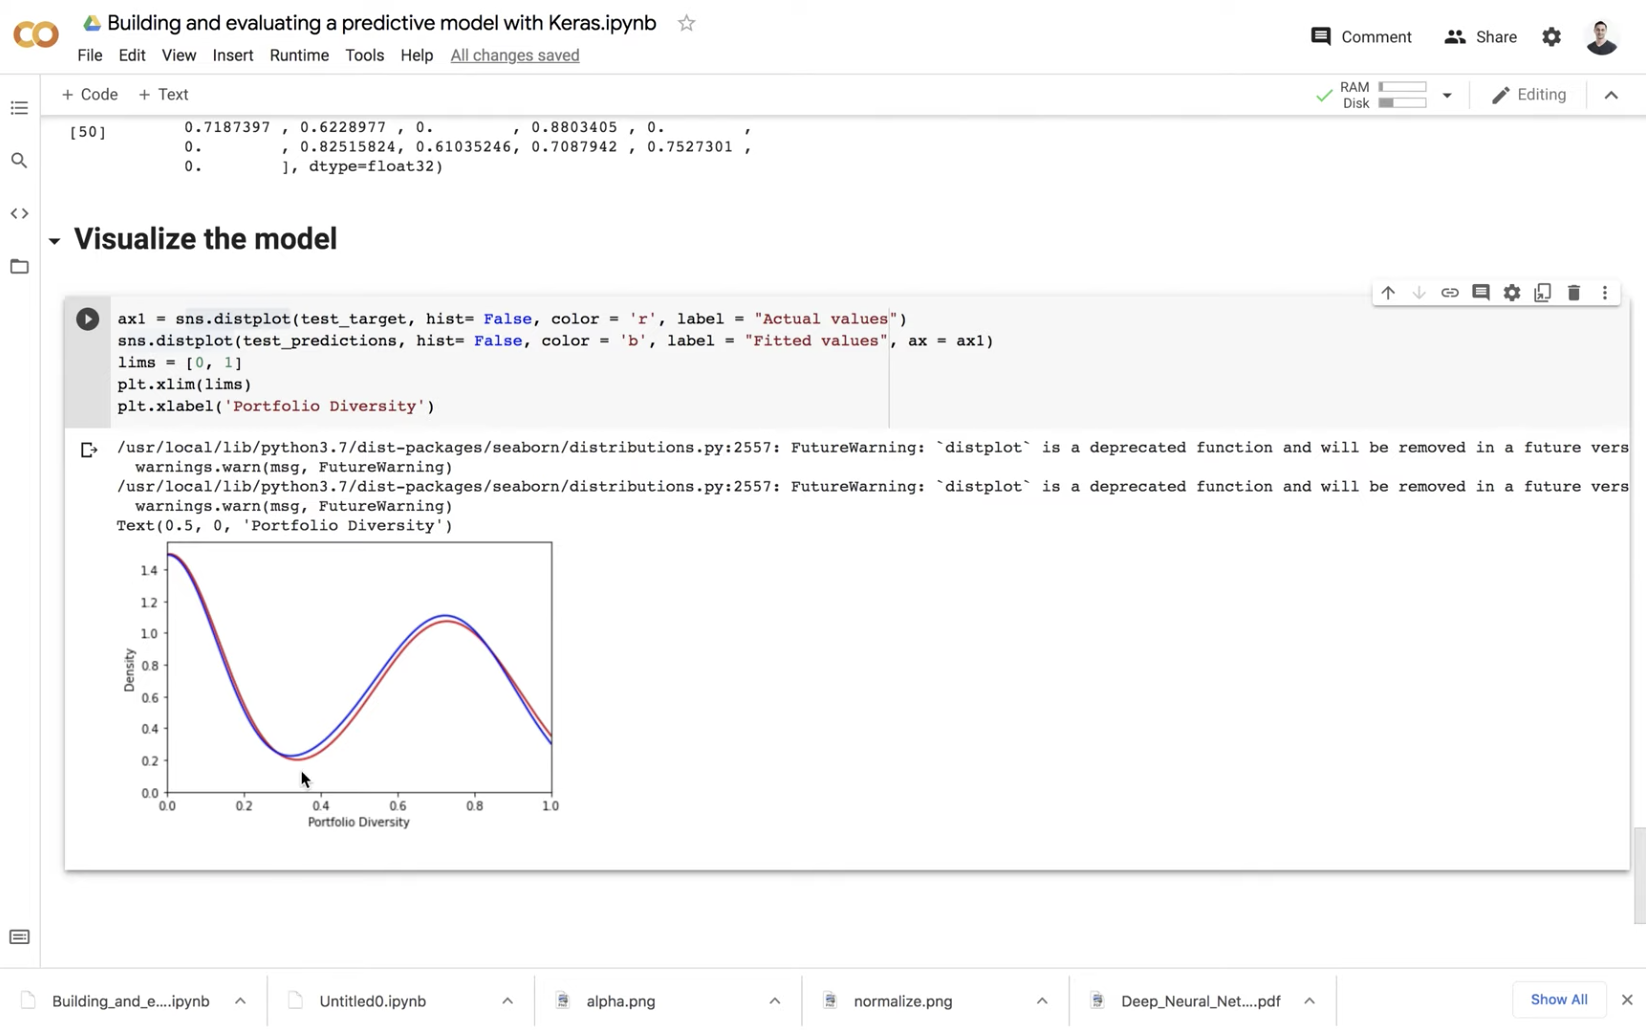 Building and evaluating a predictive model with Keras.ipynb
Comment
Share
File Edit View Insert Runtime Tools Help All changes saved
+ Code + Text
RAM
Disk
Editing
[50]
0.7187397 , 0.6228977 , 0. , 0.8803405 , 0. ,
0. , 0.82515824, 0.61035246, 0.7087942 , 0.7527301 ,
0. ], dtype=float32)
Visualize the model
ax1 = sns.distplot(test_target, hist= False, color = 'r', label = "Actual values")
sns.distplot(test_predictions, hist= False, color = 'b', label = "Fitted values", ax = ax1)
lims = [0, 1]
plt.xlim(lims)
plt.xlabel('Portfolio Diversity')
/usr/local/lib/python3.7/dist-packages/seaborn/distributions.py:2557: FutureWarning: `distplot` is a deprecated function and will be removed in a future vers
warnings.warn(msg, FutureWarning)
/usr/local/lib/python3.7/dist-packages/seaborn/distributions.py:2557: FutureWarning: `distplot` is a deprecated function and will be removed in a future vers
warnings.warn(msg, FutureWarning)
Text(0.5, 0, 'Portfolio Diversity')
1.4
1.2
1.0
0.8
0.6
0.4
0.2
0.0
Density
0.0 0.2 0.4 0.6 0.8 1.0
Portfolio Diversity
Building_and_e....ipynb
Untitled0.ipynb
alpha.png
normalize.png
Deep_Neural_Net....pdf
Show All